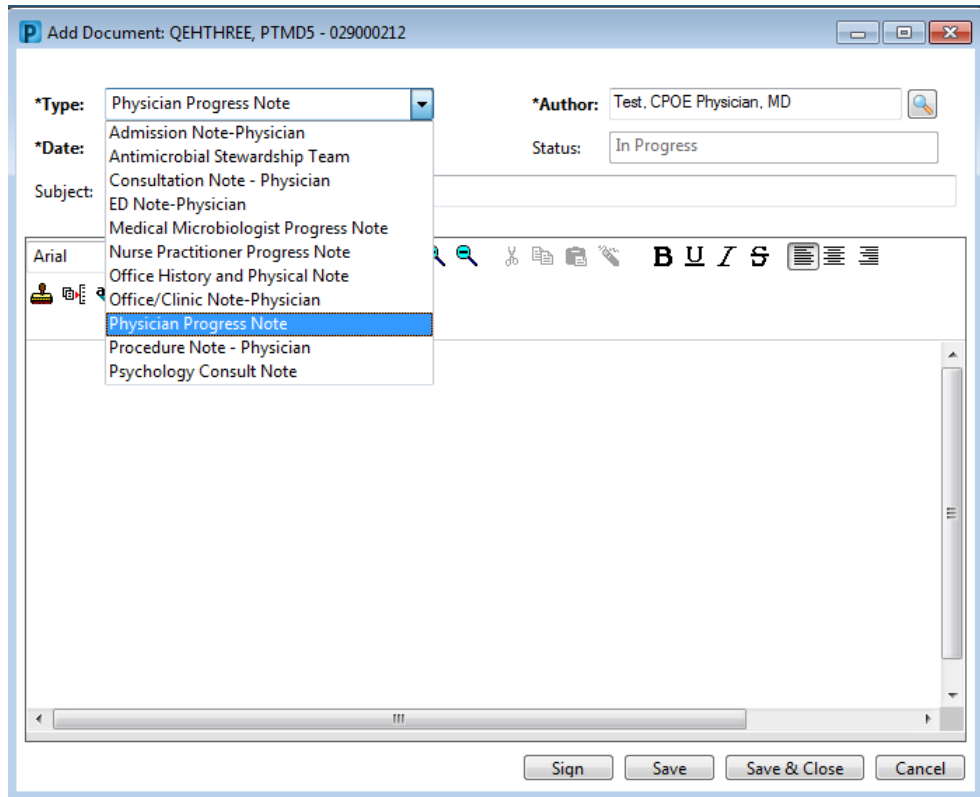 P Add Document: QEHTHREE, PTMD5 - 029000212
*Type: Physician Progress Note *Author: Test, CPOE Physician, MD
Admission Note-Physician
*Date: Antimicrobial Stewardship Team Status: In Progress
Consultation Note - Physician
Subject: ED Note-Physician
Medical Microbiologist Progress Note
Arial Nurse Practitioner Progress Note B U I S
Office History and Physical Note
Office/Clinic Note-Physician
Physician Progress Note
Procedure Note - Physician
Psychology Consult Note
Sign Save Save & Close Cancel